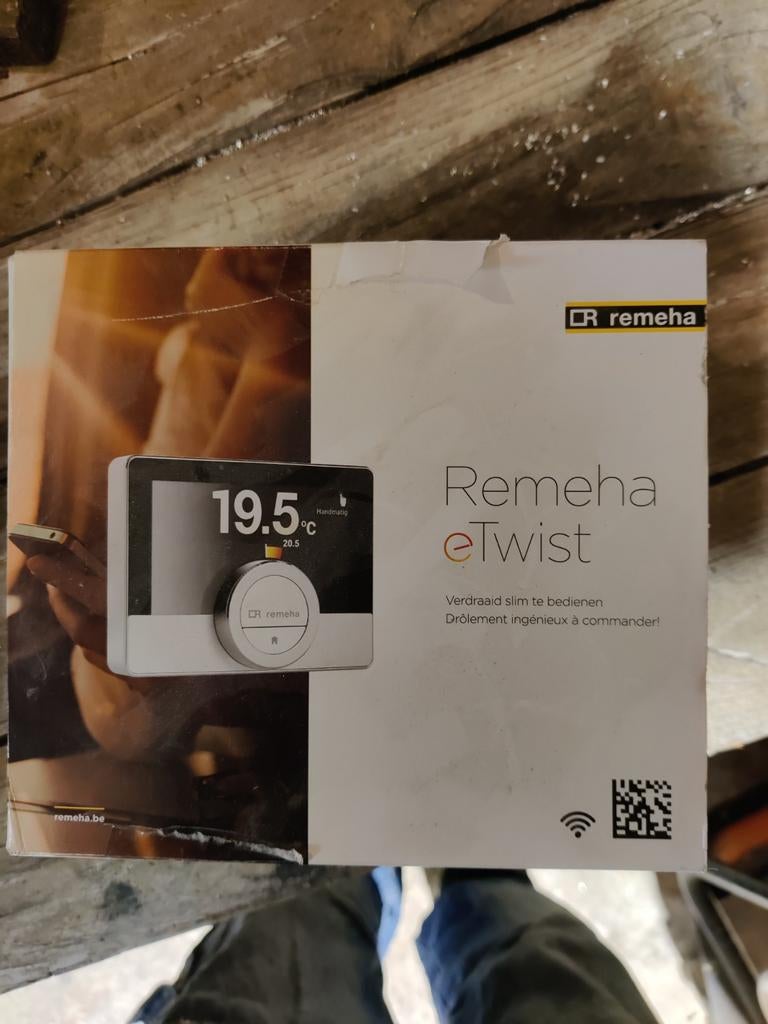 remeha
Remeha
eTwist
Verdraaid slim te bedienen
Drôlement ingénieux à commander!
19.5°C
Handmatig
20.5
remeha
remeha.be